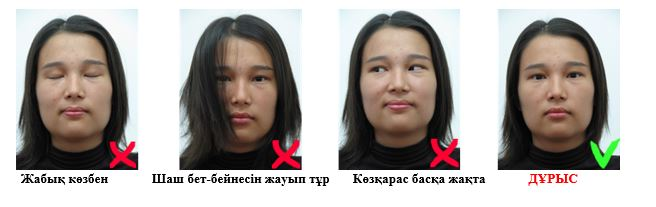 Жабық көзбен
Шаш бет-бейнесін жауып тұр
Көзқарас басқа жақта
ДҰРЫС